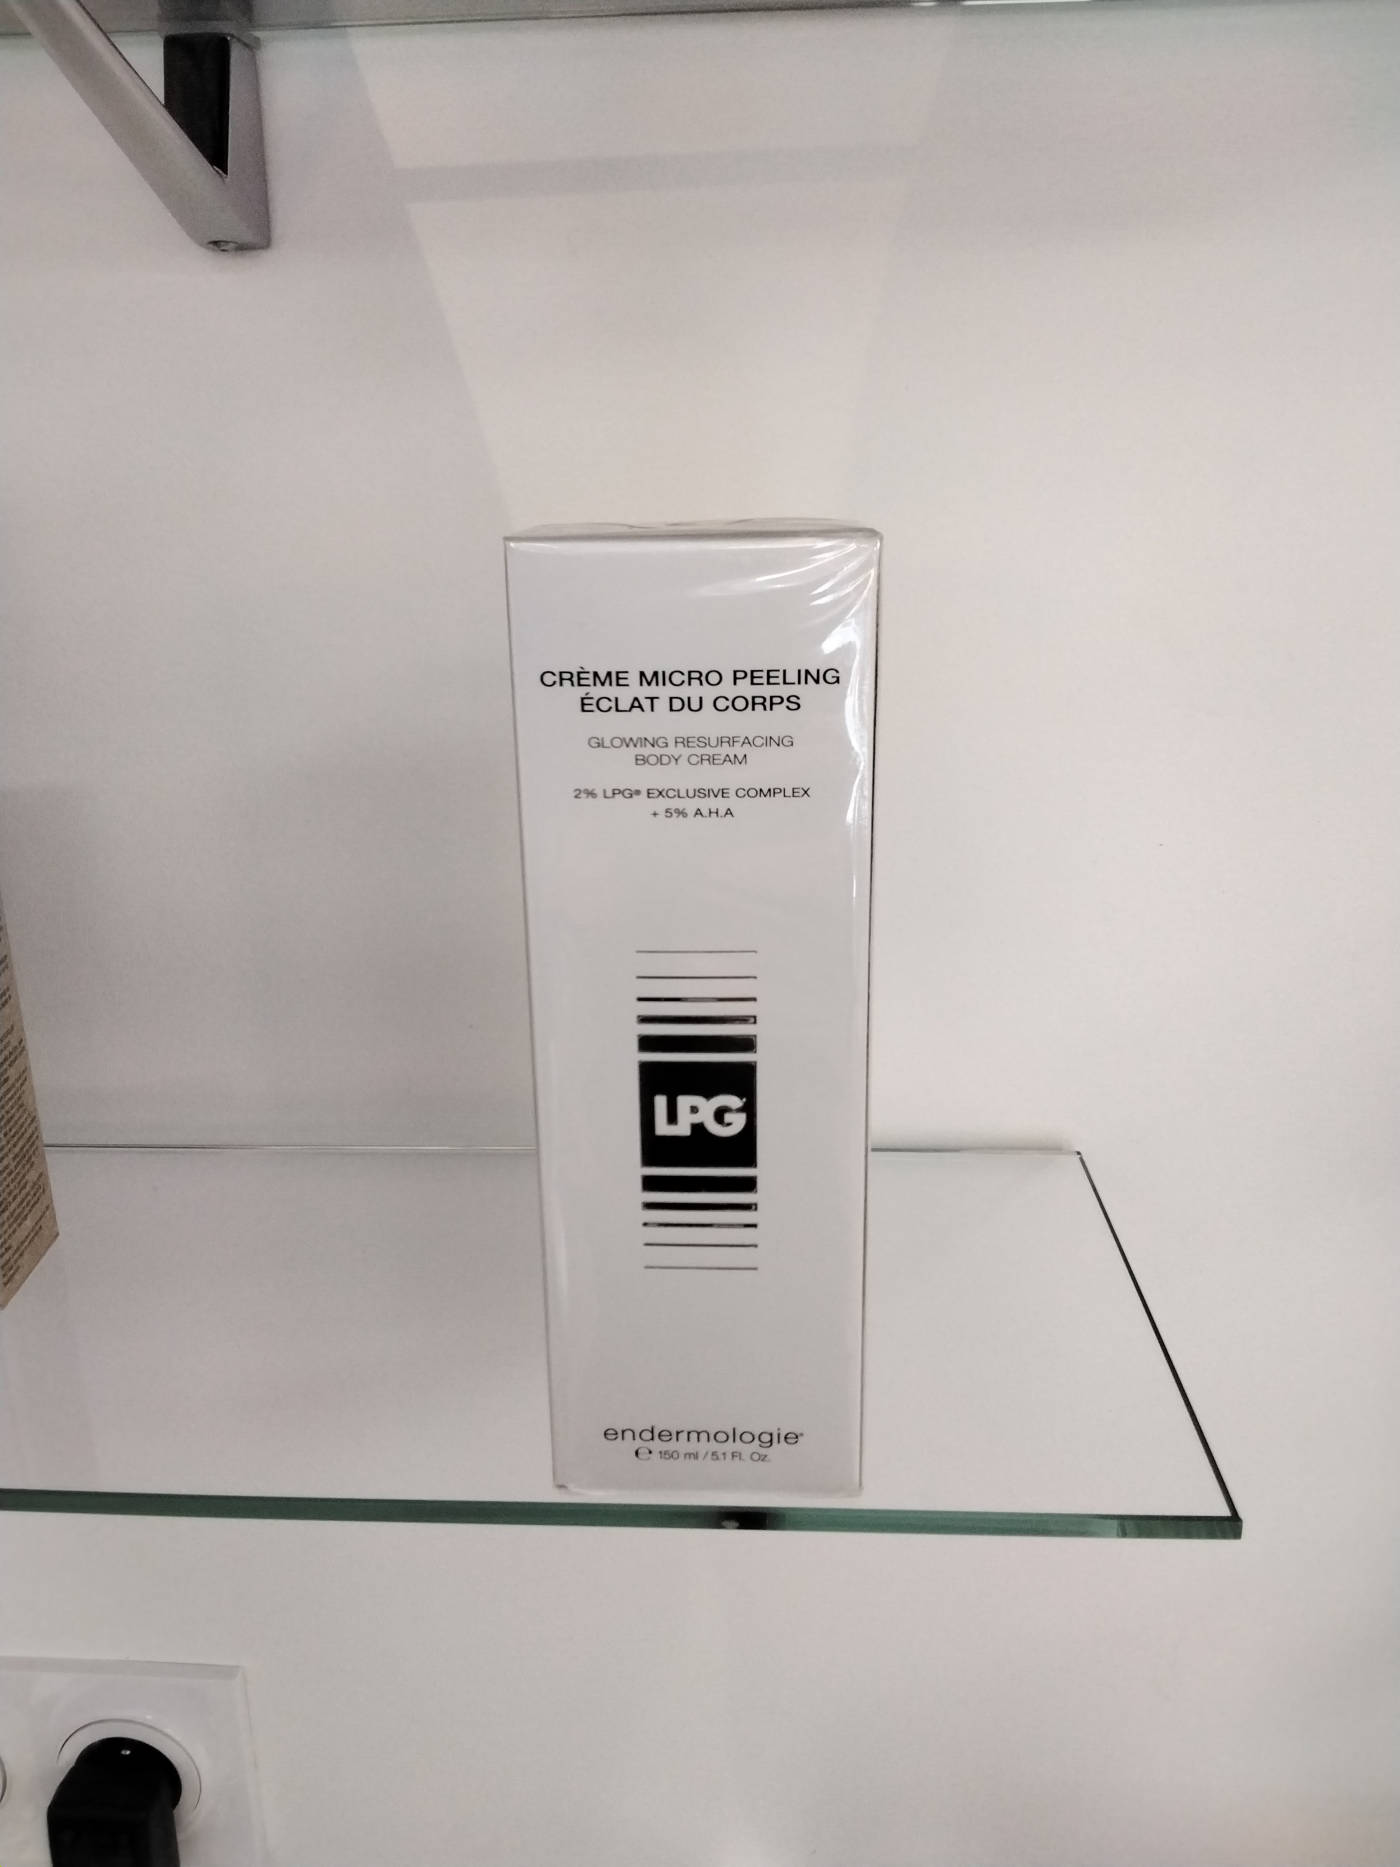 CRÈME MICRO PEELING
ÉCLAT DU CORPS
GLOWING RESURFACING
BODY CREAM
2% LPG® EXCLUSIVE COMPLEX
+ 5% A.H.A
LPG
endermologie®
℮ 150 ml / 5.1 Fl. Oz.